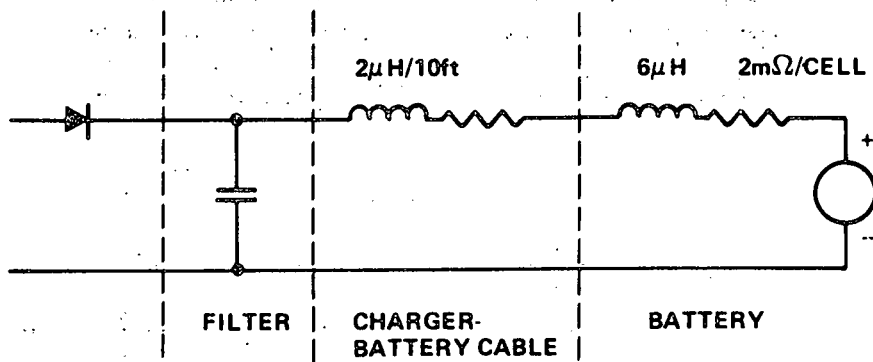 2μH/10ft
6μH
2mΩ/CELL
+
--
FILTER
CHARGER-
BATTERY CABLE
BATTERY